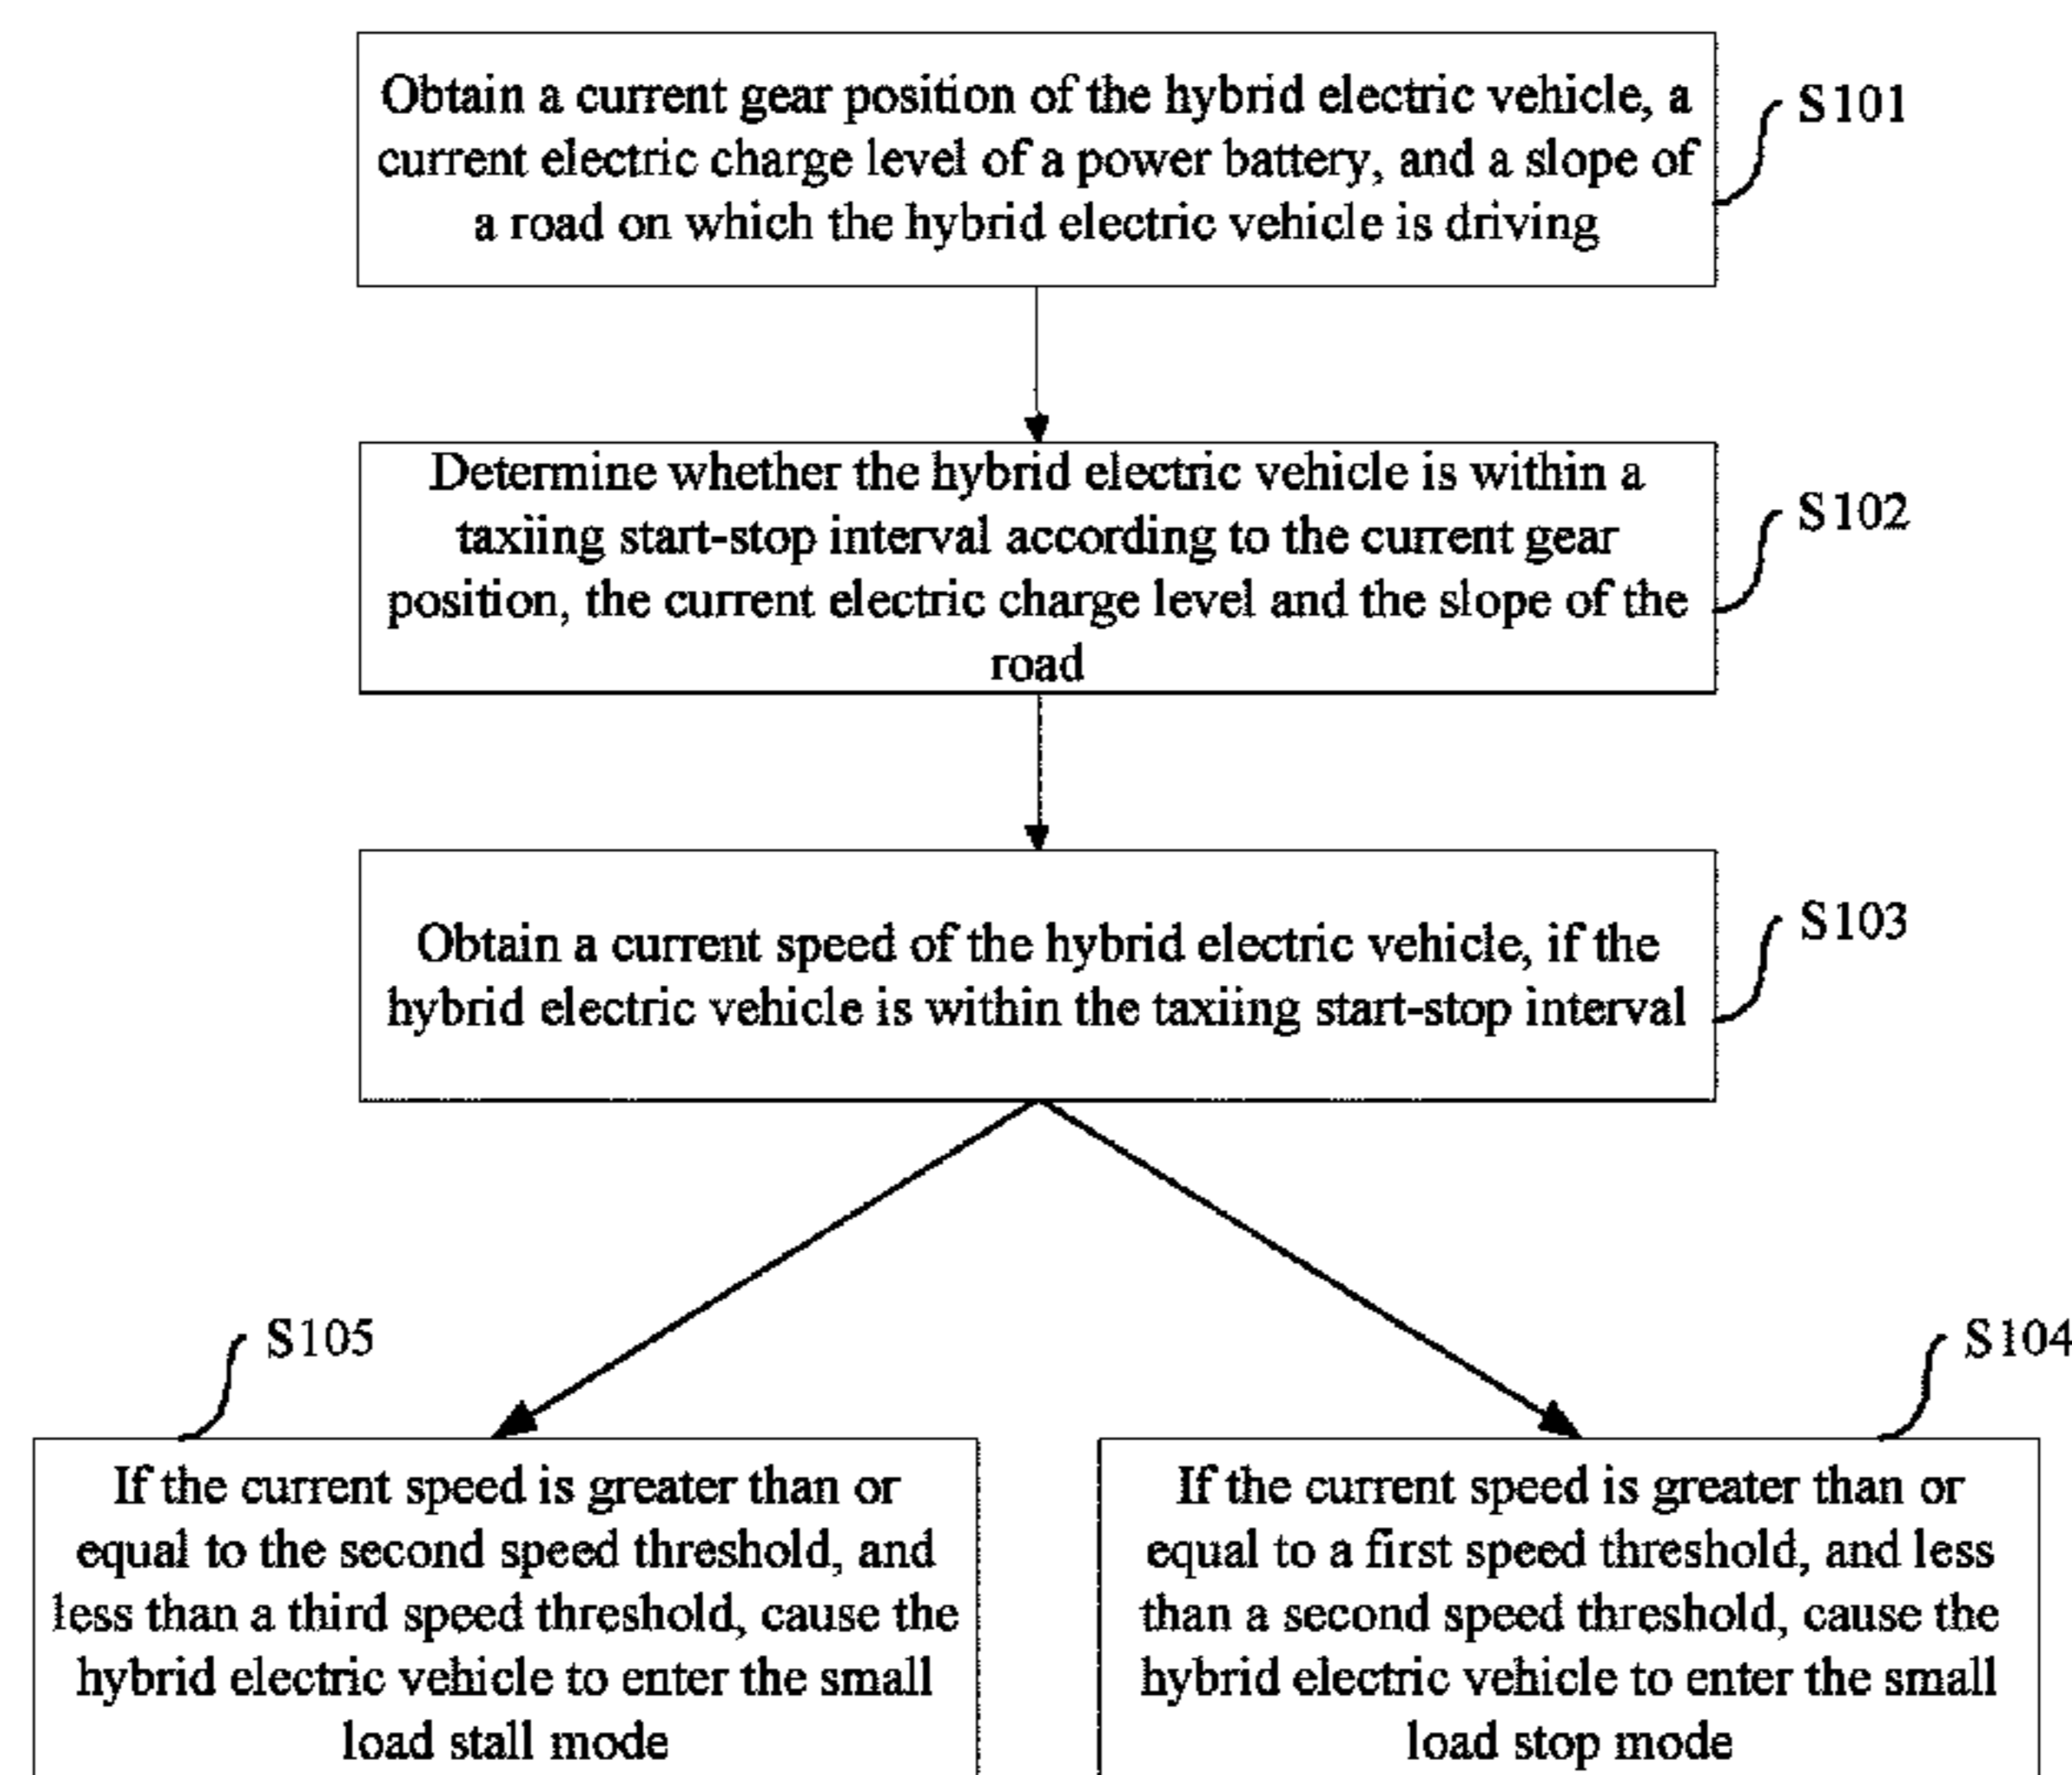 Obtain a current gear position of the hybrid electric vehicle, a
current electric charge level of a power battery, and a slope of
a road on which the hybrid electric vehicle is driving
S101
Determine whether the hybrid electric vehicle is within a
taxiing start-stop interval according to the current gear
position, the current electric charge level and the slope of the
road
S102
Obtain a current speed of the hybrid electric vehicle, if the
hybrid electric vehicle is within the taxiing start-stop interval
S103
S105
If the current speed is greater than or
equal to the second speed threshold, and
less than a third speed threshold, cause the
hybrid electric vehicle to enter the small
load stall mode
S104
If the current speed is greater than or
equal to a first speed threshold, and less
than a second speed threshold, cause the
hybrid electric vehicle to enter the small
load stop mode